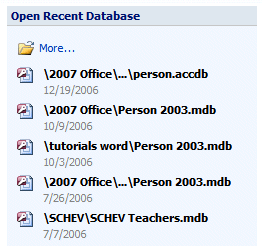 Open Recent Database
More...
\2007 Office\...\person.accdb
12/19/2006
\2007 Office\Person 2003.mdb
10/9/2006
\tutorials word\Person 2003.mdb
10/3/2006
\2007 Office\...\Person 2003.mdb
7/26/2006
\SCHEV\SCHEV Teachers.mdb
7/7/2006